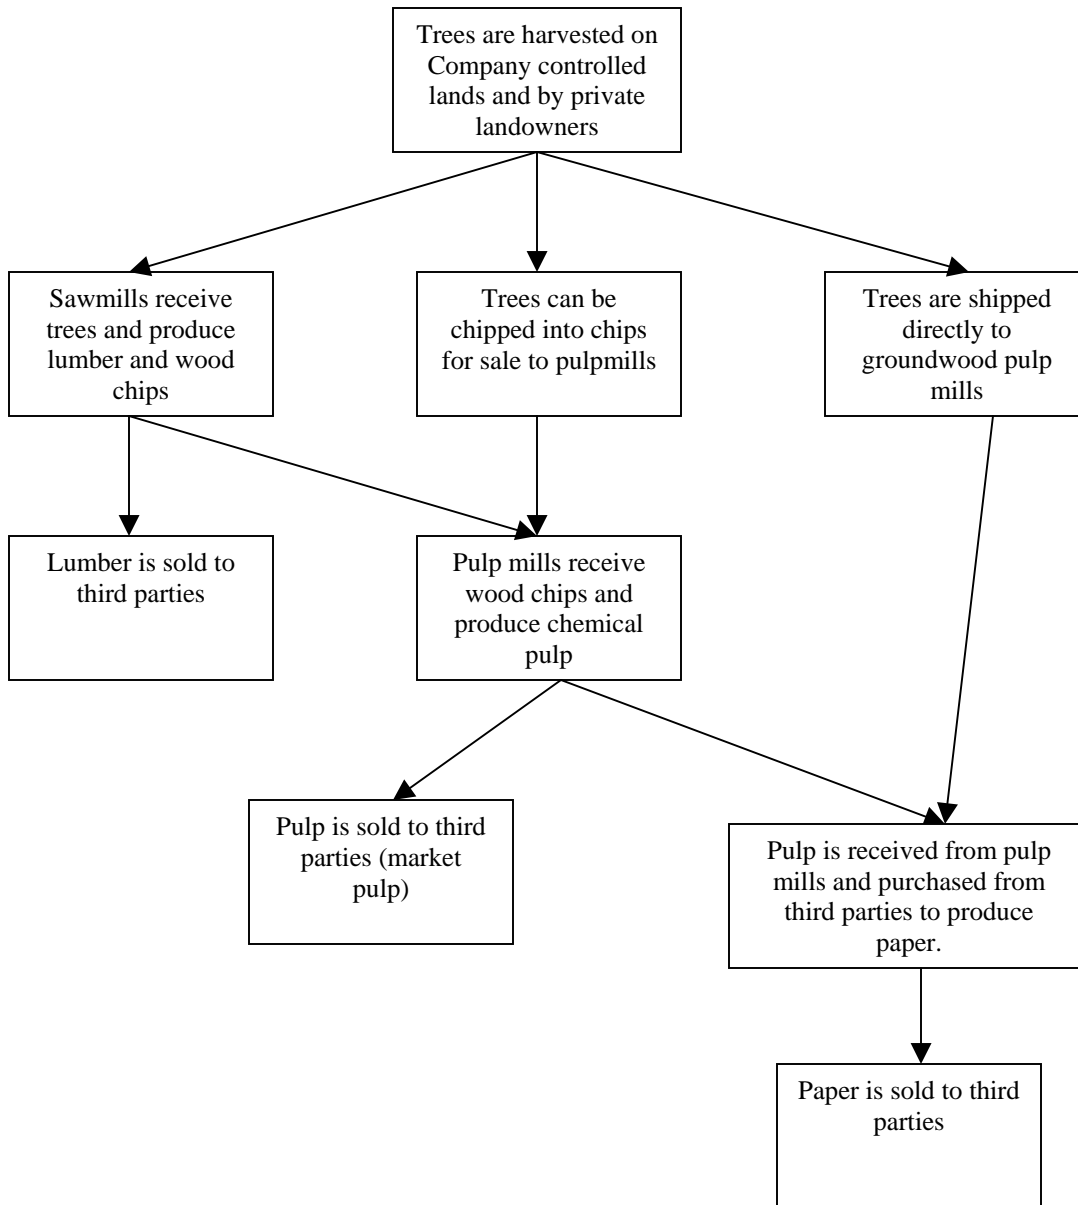 Trees are harvested on
Company controlled
lands and by private
landowners
Sawmills receive
trees and produce
lumber and wood
chips
Trees can be
chipped into chips
for sale to pulpmills
Trees are shipped
directly to
groundwood pulp
mills
Lumber is sold to
third parties
Pulp mills receive
wood chips and
produce chemical
pulp
Pulp is sold to third
parties (market
pulp)
Pulp is received from pulp
mills and purchased from
third parties to produce
paper.
Paper is sold to third
parties